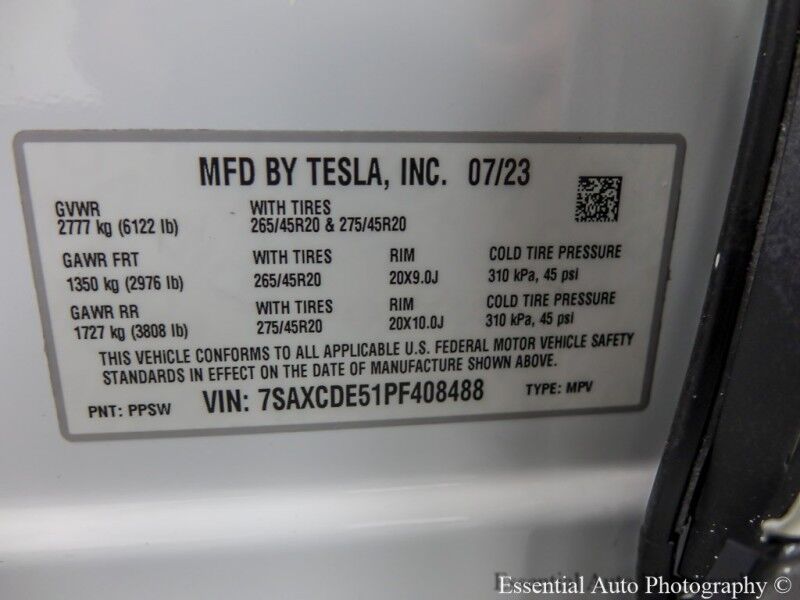 MFD BY TESLA, INC. 07/23
GVWR WITH TIRES
2777 kg (6122 lb) 265/45R20 & 275/45R20
GAWR FRT WITH TIRES RIM COLD TIRE PRESSURE
1350 kg (2976 lb) 265/45R20 20X9.0J 310 kPa, 45 psi
GAWR RR WITH TIRES RIM COLD TIRE PRESSURE
1727 kg (3808 lb) 275/45R20 20X10.0J 310 kPa, 45 psi
THIS VEHICLE CONFORMS TO ALL APPLICABLE U.S. FEDERAL MOTOR VEHICLE SAFETY
STANDARDS IN EFFECT ON THE DATE OF MANUFACTURE SHOWN ABOVE.
PNT: PPSW VIN: 7SAXCDE51PF408488 TYPE: MPV
Essential Auto Photography ©